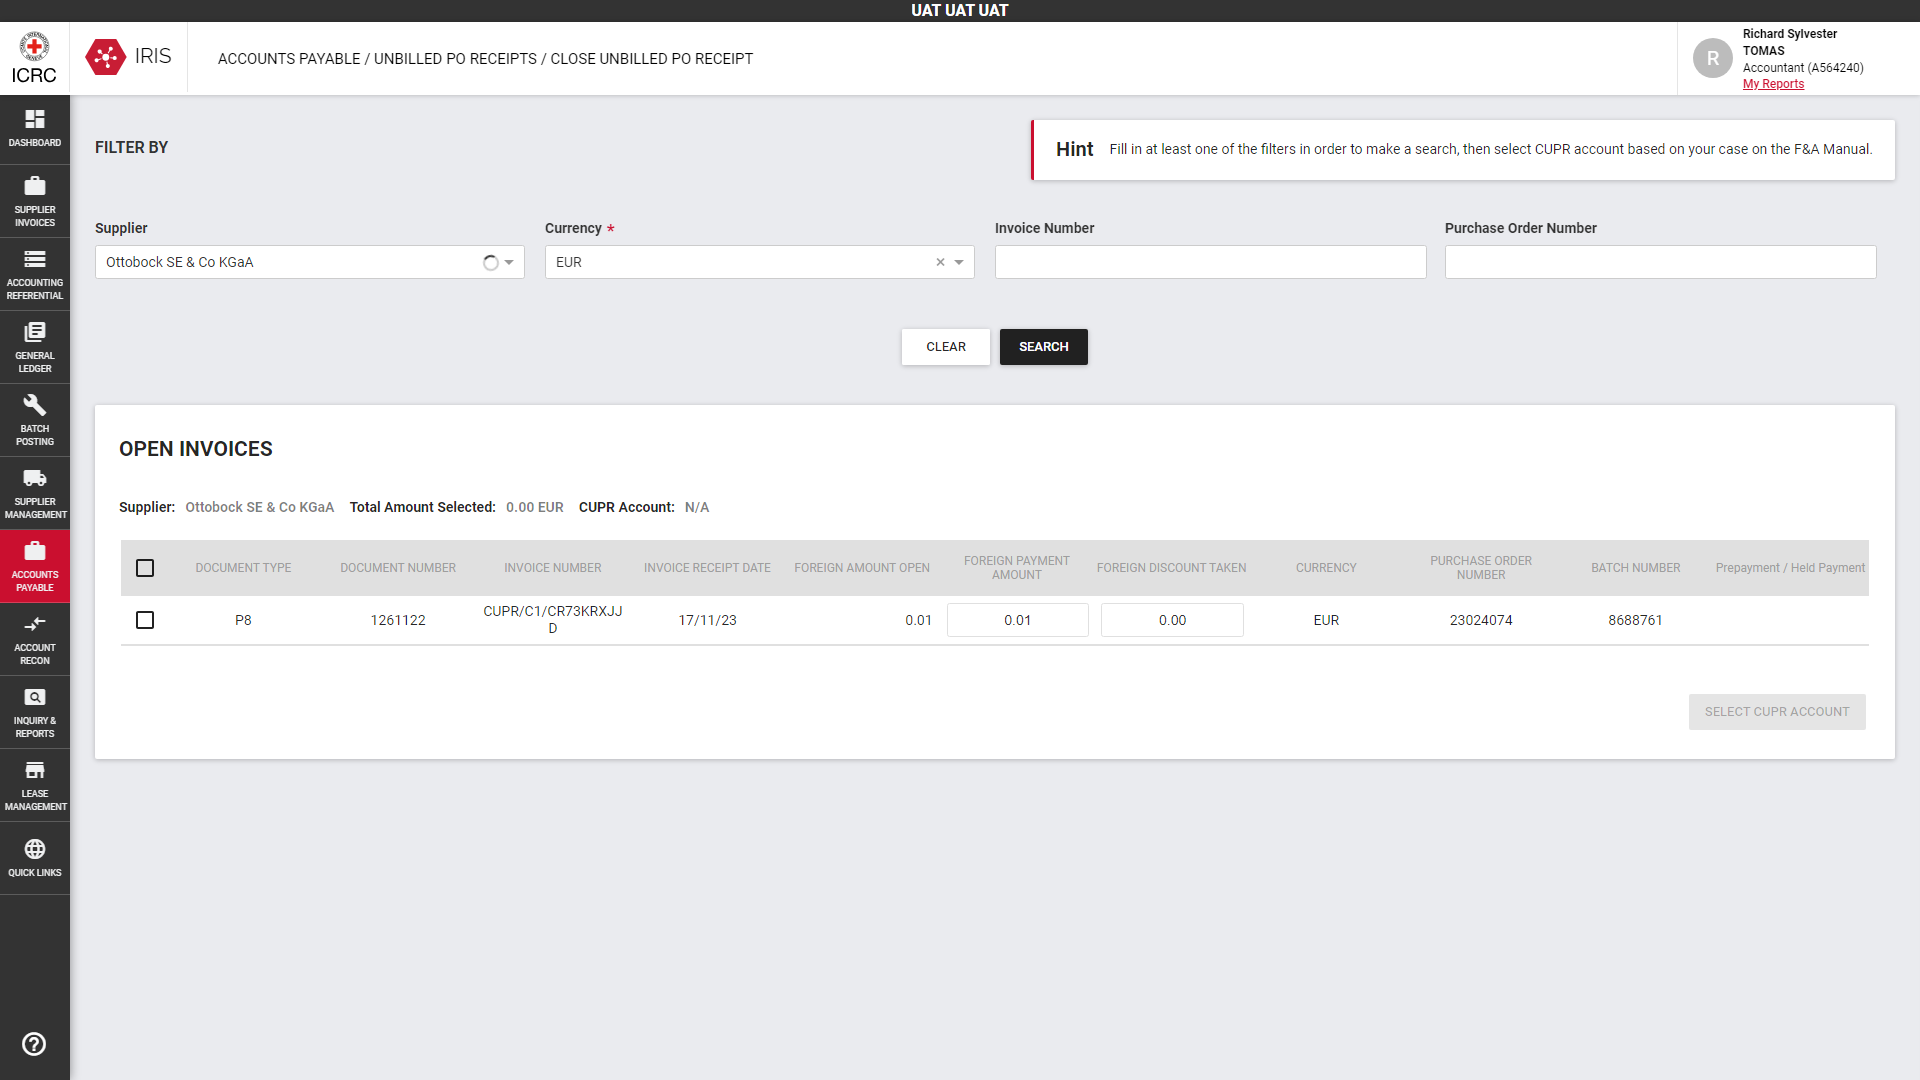 UAT UAT UAT
ICRC
IRIS
ACCOUNTS PAYABLE / UNBILLED PO RECEIPTS / CLOSE UNBILLED PO RECEIPT
R
Richard Sylvester
TOMAS
Accountant (A564240)
My Reports
DASHBOARD
SUPPLIER
INVOICES
ACCOUNTING
REFERENTIAL
GENERAL
LEDGER
BATCH
POSTING
SUPPLIER
MANAGEMENT
ACCOUNTS
PAYABLE
ACCOUNT
RECON
INQUIRY &
REPORTS
LEASE
MANAGEMENT
QUICK LINKS
FILTER BY
Hint Fill in at least one of the filters in order to make a search, then select CUPR account based on your case on the F&A Manual.
Supplier
Currency *
Invoice Number
Purchase Order Number
Ottobock SE & Co KGaA
EUR
CLEAR
SEARCH
OPEN INVOICES
Supplier: Ottobock SE & Co KGaA Total Amount Selected: 0.00 EUR CUPR Account: N/A
DOCUMENT TYPE
DOCUMENT NUMBER
INVOICE NUMBER
INVOICE RECEIPT DATE
FOREIGN AMOUNT OPEN
FOREIGN PAYMENT
AMOUNT
FOREIGN DISCOUNT TAKEN
CURRENCY
PURCHASE ORDER
NUMBER
BATCH NUMBER
Prepayment / Held Payment
P8
1261122
CUPR/C1/CR73KRXJJ
D
17/11/23
0.01
0.01
0.00
EUR
23024074
8688761
SELECT CUPR ACCOUNT